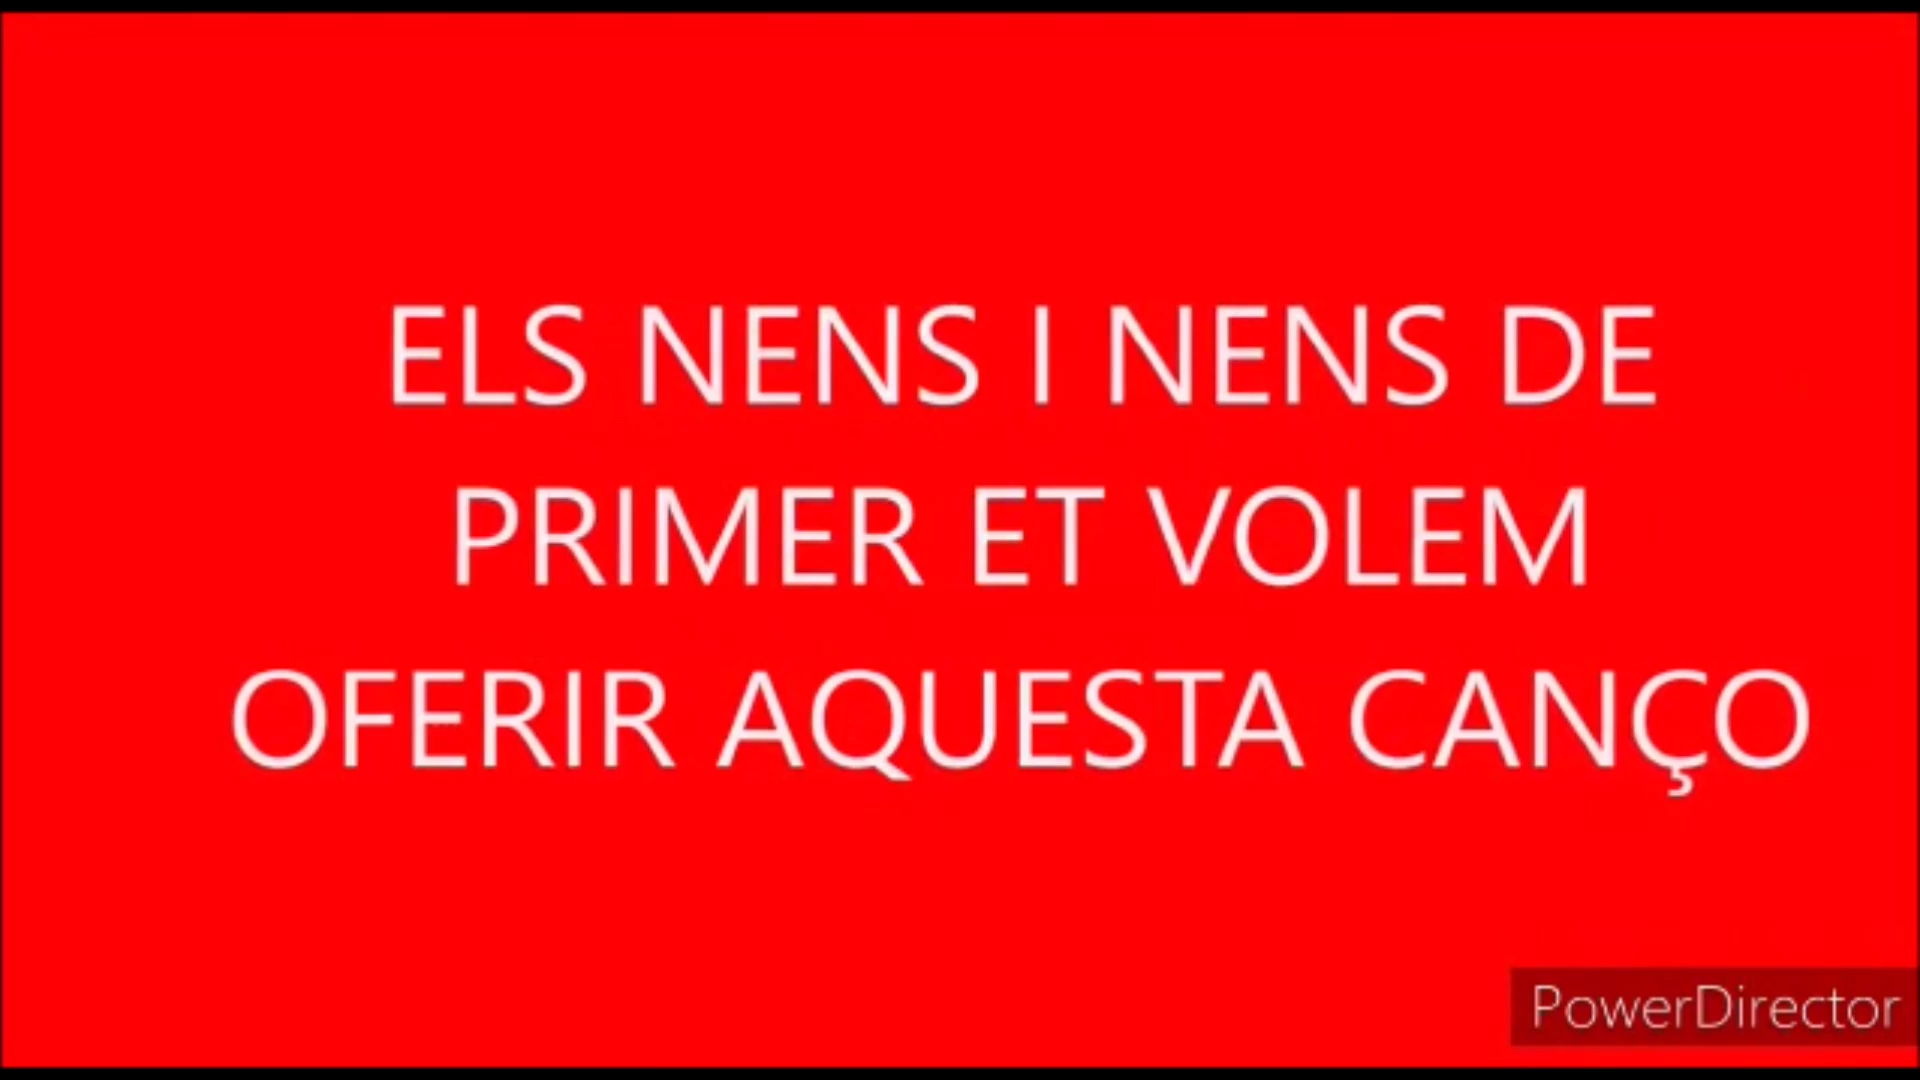 ELS NENS I NENS DE
PRIMER ET VOLEM
OFERIR AQUESTA CANÇO
PowerDirector